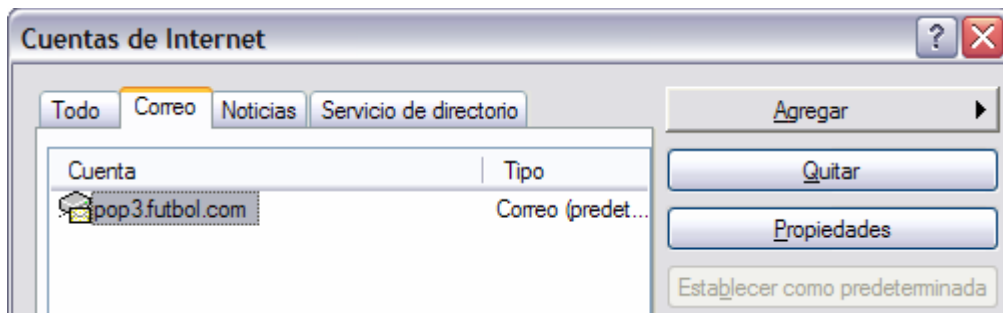 Cuentas de Internet
Todo Correo Noticias Servicio de directorio
Agregar
Cuenta Tipo
Quitar
pop3.futbol.com Correo (predet...
Propiedades
Establecer como predeterminada